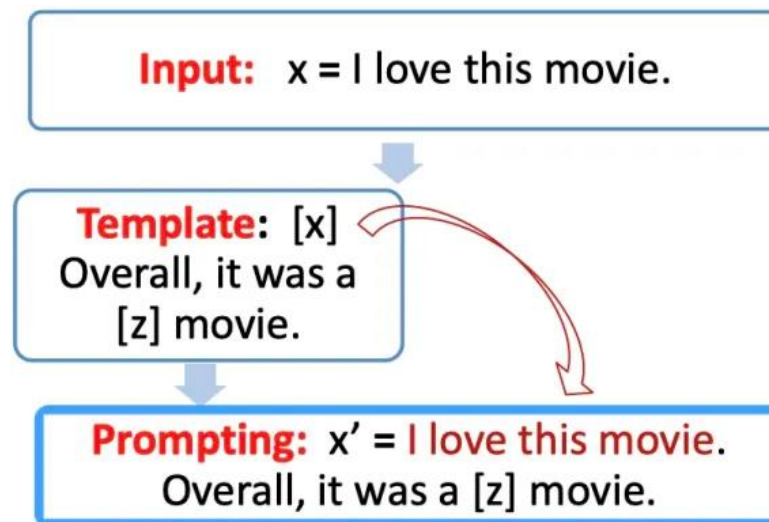 Input: x = I love this movie.
Template: [x]
Overall, it was a
[z] movie.
Prompting: x’ = I love this movie.
Overall, it was a [z] movie.